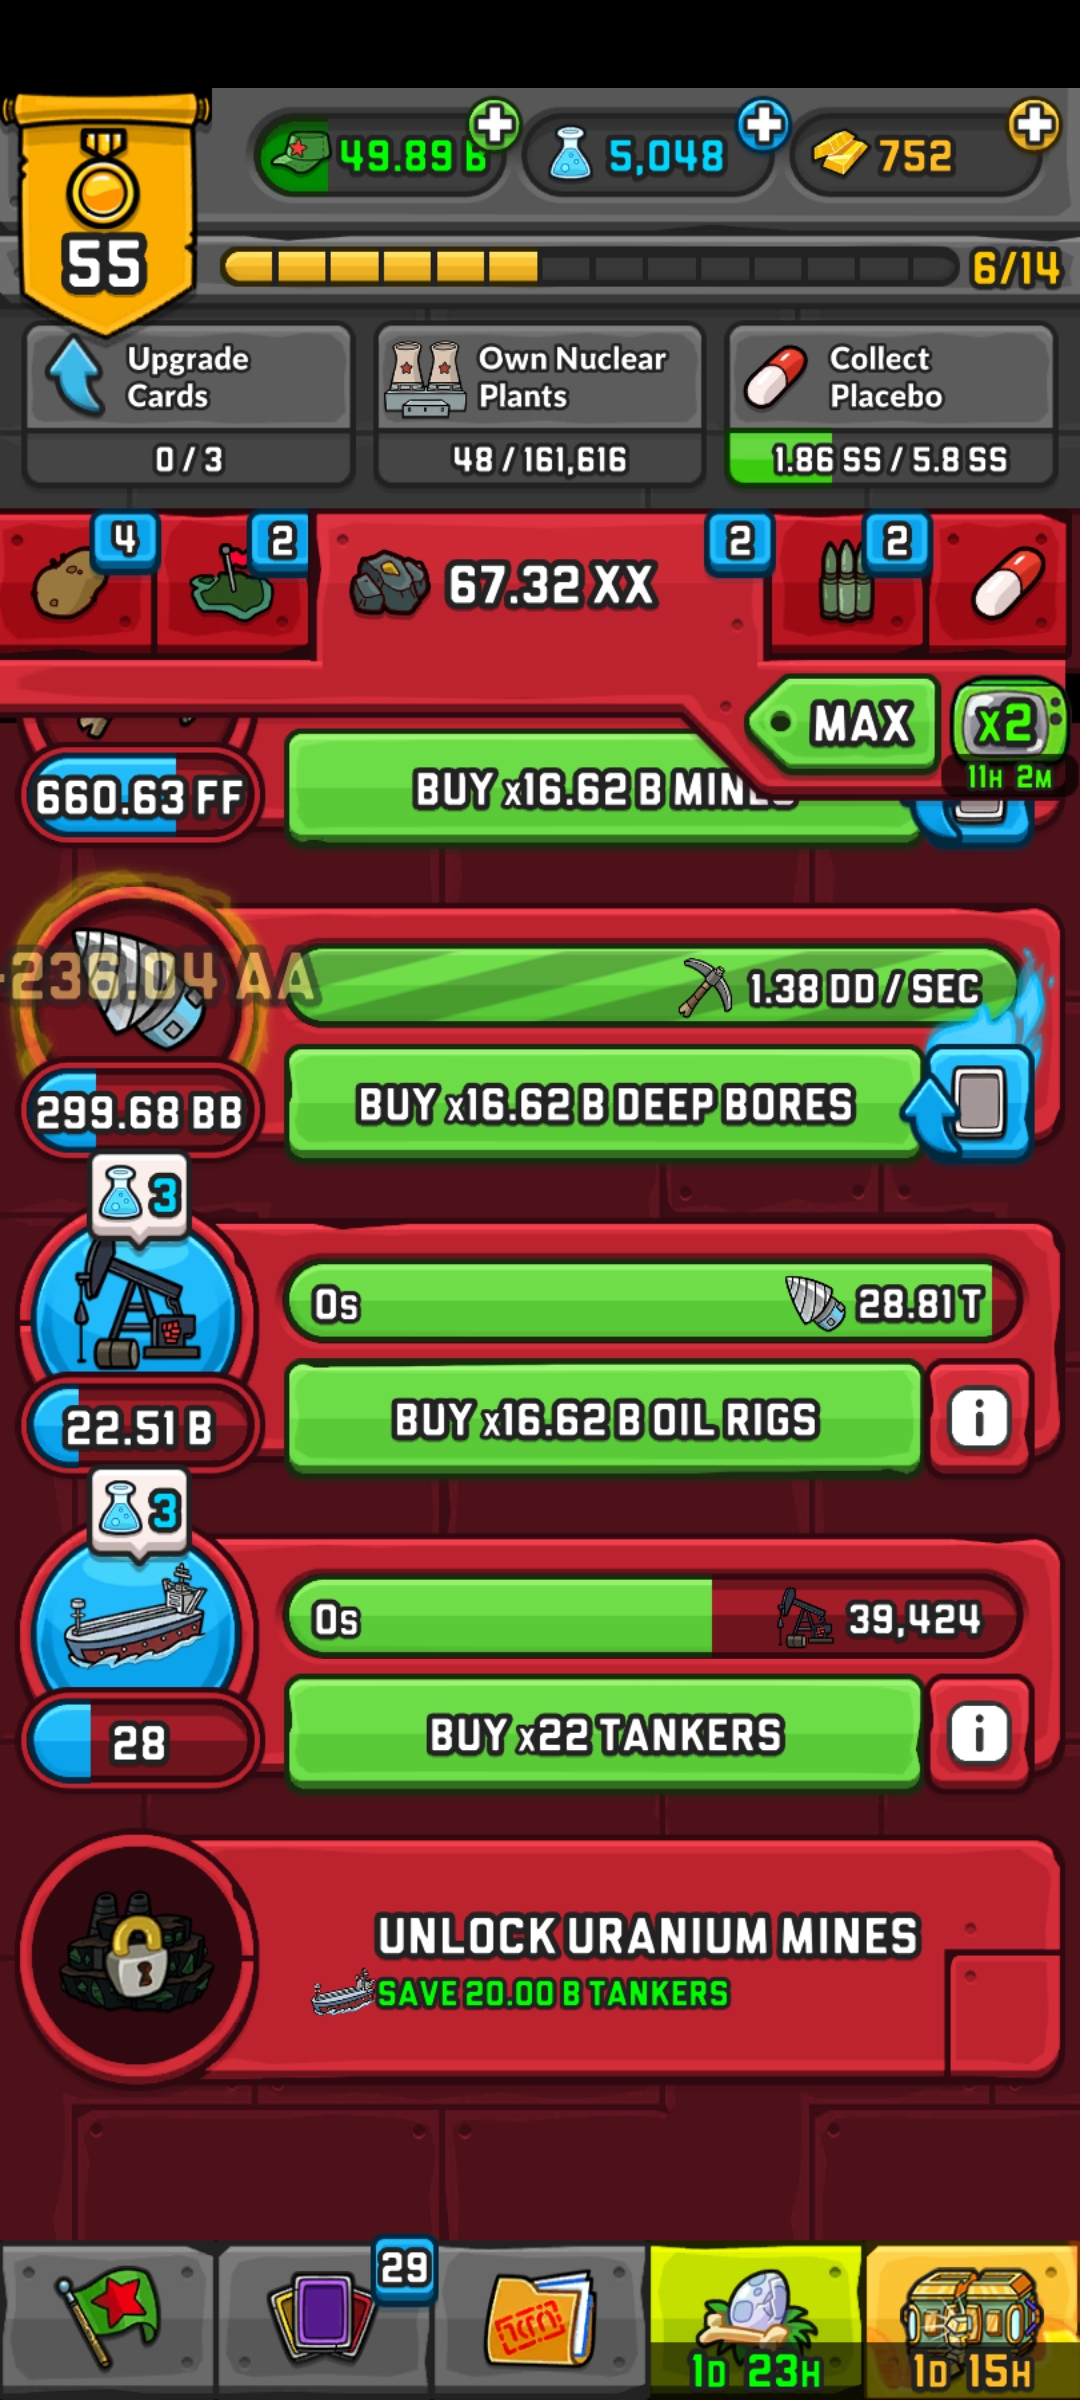 55
49.89 B
5,048
752
6/14
Upgrade
Cards
0 / 3
Own Nuclear
Plants
48 / 161,616
Collect
Placebo
1.86 SS / 5.8 SS
4
2
67.32 XX
2
2
MAX
X2
11H 2M
660.63 FF
BUY x16.62 B MINES
-236.04 AA
1.38 DD / SEC
299.68 BB
BUY x16.62 B DEEP BORES
3
0s
28.81 T
22.51 B
BUY x16.62 B OIL RIGS
i
3
0s
39,424
28
BUY x22 TANKERS
i
UNLOCK URANIUM MINES
SAVE 20.00 B TANKERS
29
1D 23H
1D 15H